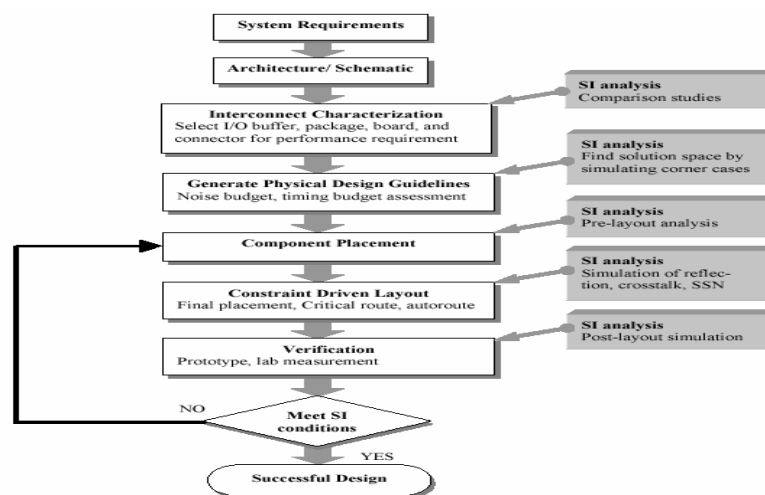 System Requirements
Architecture/ Schematic
Interconnect Characterization
Select I/O buffer, package, board, and
connector for performance requirement
SI analysis
Comparison studies
Generate Physical Design Guidelines
Noise budget, timing budget assessment
SI analysis
Find solution space by
simulating corner cases
Component Placement
SI analysis
Pre-layout analysis
Constraint Driven Layout
Final placement, Critical route, autoroute
SI analysis
Simulation of reflec-
tion, crosstalk, SSN
Verification
Prototype, lab measurement
SI analysis
Post-layout simulation
NO
Meet SI
conditions
YES
Successful Design